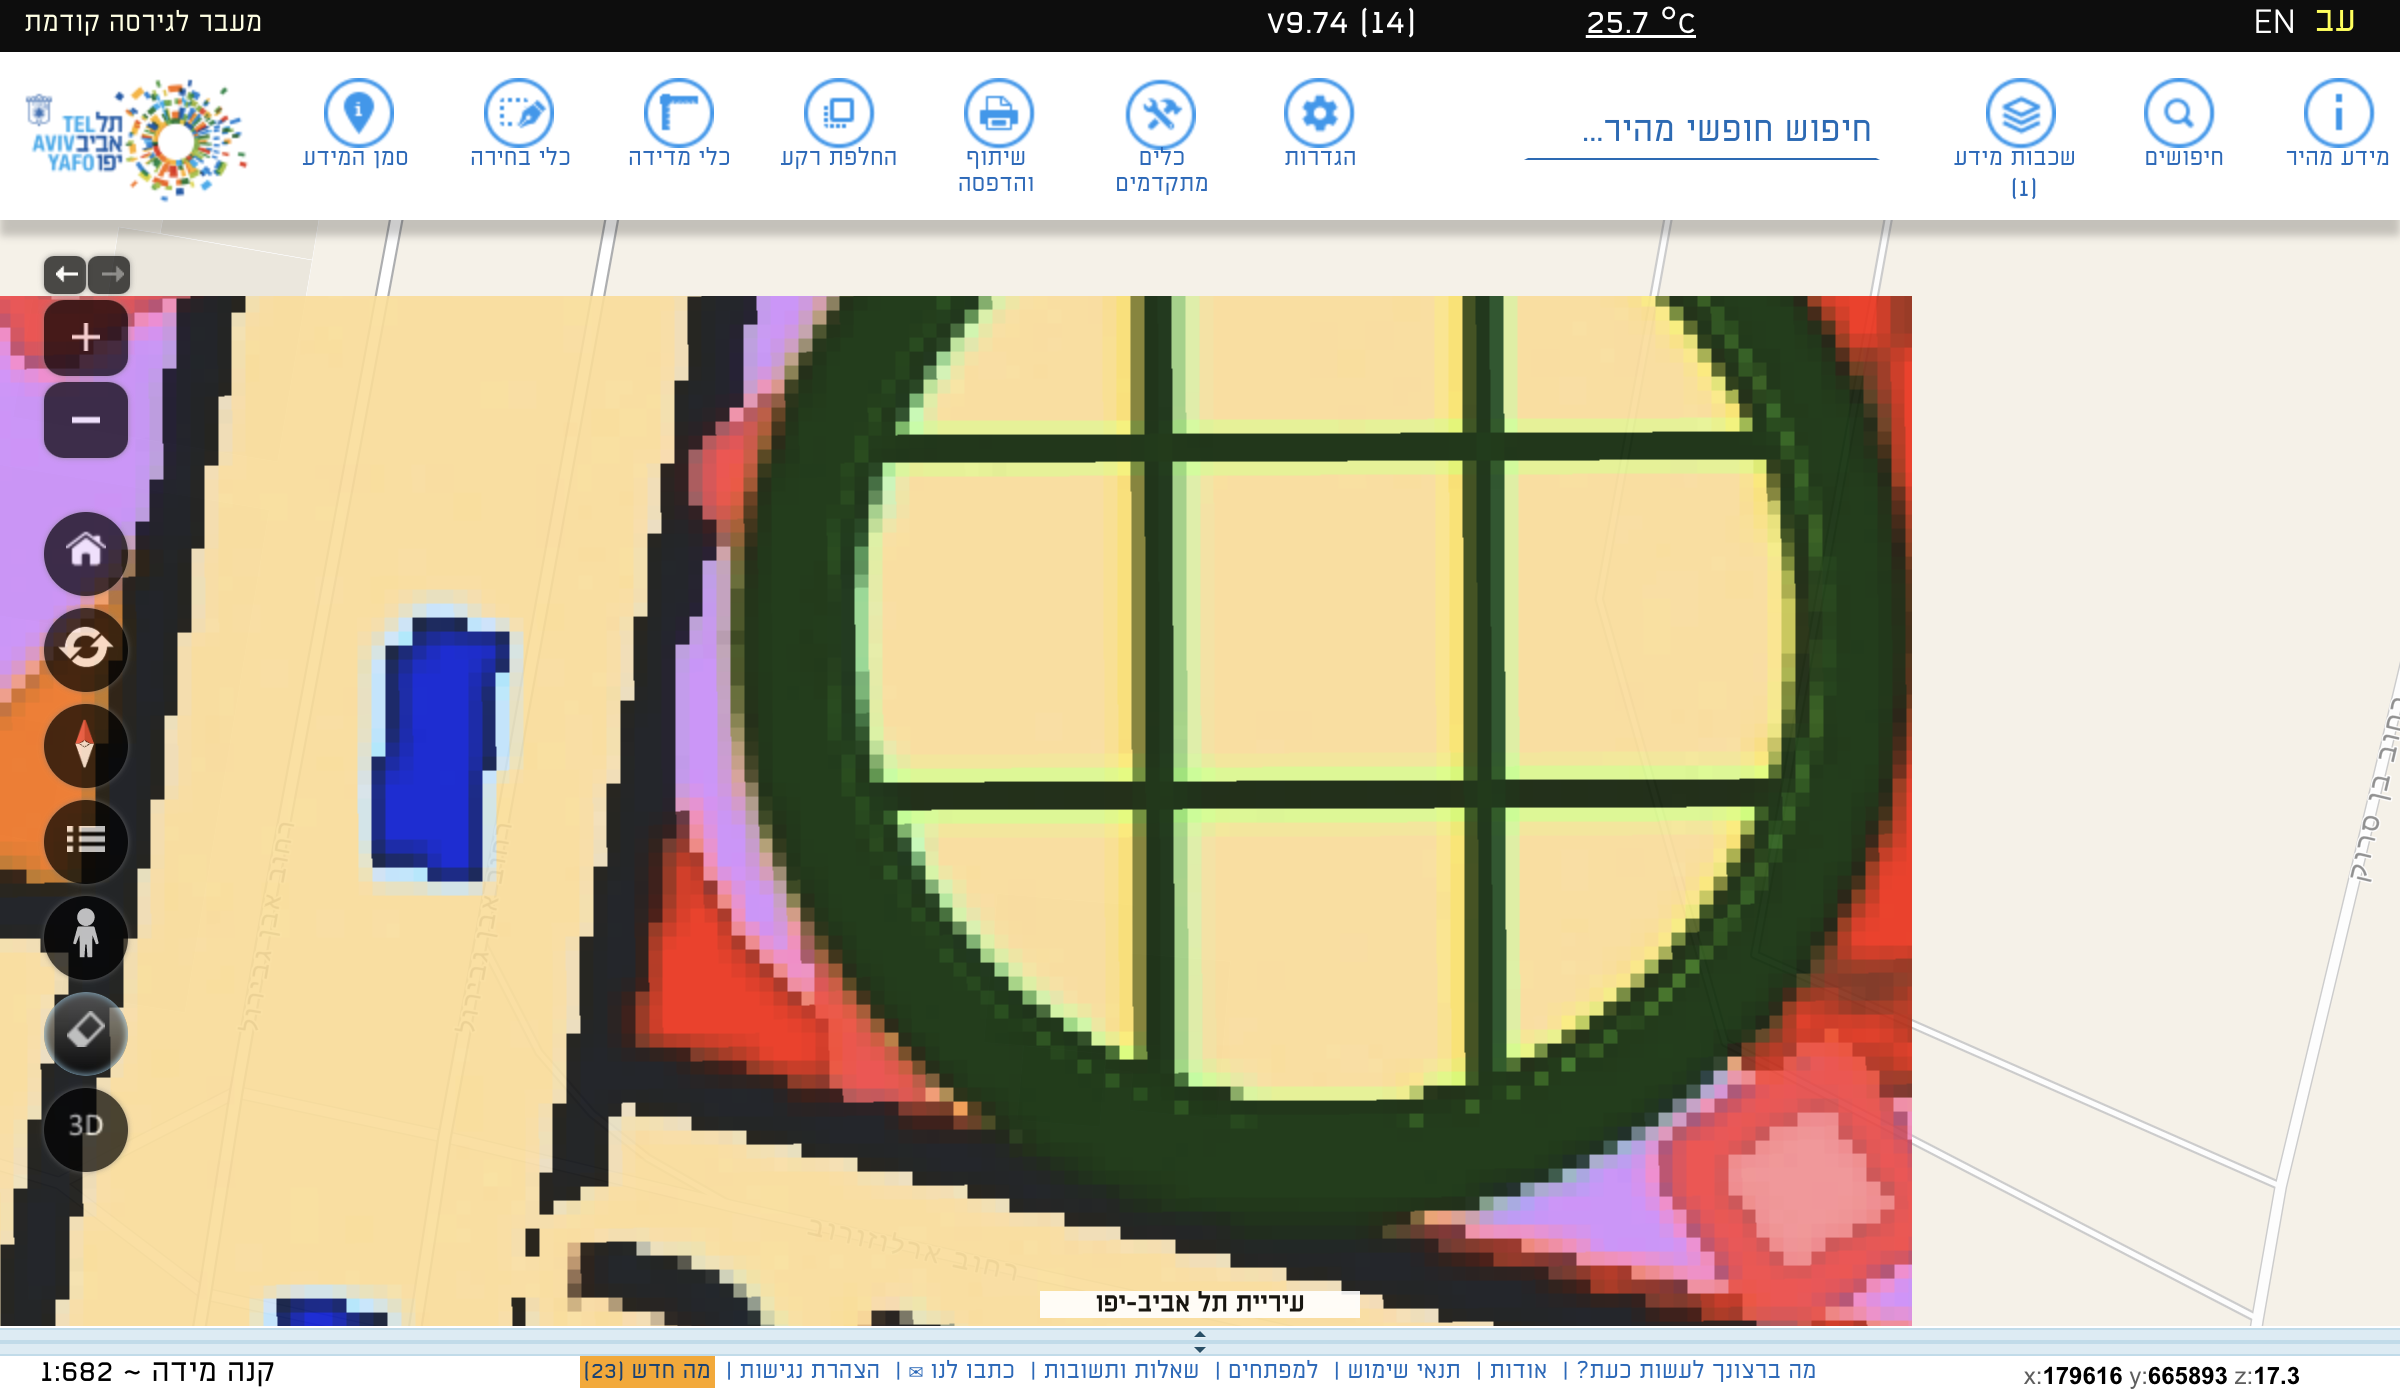 עב EN
25.7 °C
V9.74 (14)
מעבר לגירסה קודמת
מידע מהיר
חיפושים
שכבות מידע
(1)
חיפוש חופשי מהיר...
הגדרות
כלים
מתקדמים
שיתוף
והדפסה
החלפת רקע
כלי מדידה
כלי בחירה
סמן המידע
תל אביב יפו
TEL AVIV YAFO
רחוב בן סרוק
רחוב אבן גבירול
רחוב אבן גבירול
רחוב ארלוזורוב
3D
עיריית תל אביב-יפו
מה ברצונך לעשות כעת? | אודות | תנאי שימוש | למפתחים | שאלות ותשובות | כתבו לנו ✉ | הצהרת נגישות | מה חדש (23)
x:179616 y:665893 z:17.3
קנה מידה ~ 1:682